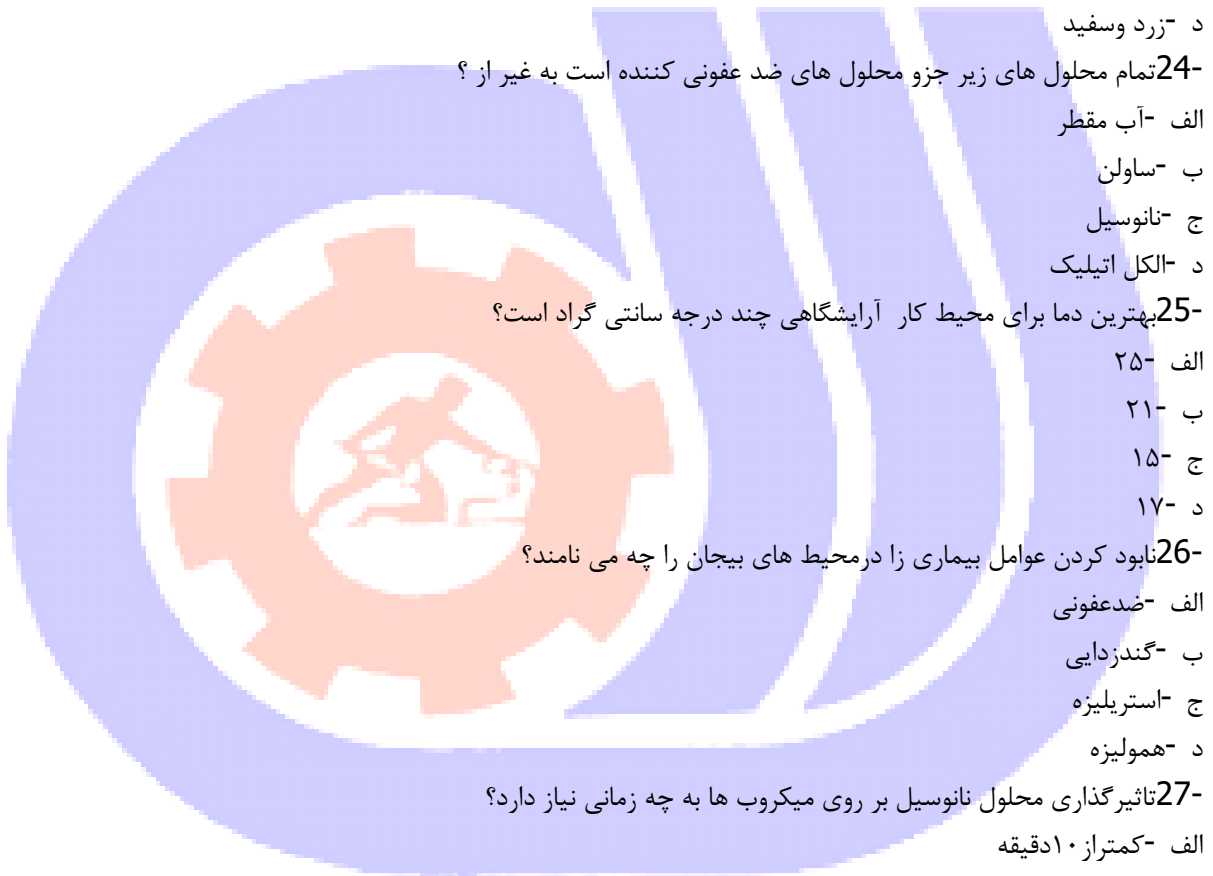 د -زرد وسفید
-24تمام محلول های زیر جزو محلول های ضد عفونی کننده است به غیر از ؟
الف -آب مقطر
ب -ساولن
ج -نانوسیل
د -الکل اتیلیک
-25بهترین دما برای محیط کار آرایشگاهی چند درجه سانتی گراد است؟
الف -۲۵
ب -۲۱
ج -۱۵
د -۱۷
-26نابود کردن عوامل بیماری زا درمحیط های بیجان را چه می نامند؟
الف -ضدعفونی
ب -گندزدایی
ج -استریلیزه
د -همولیزه
-27تاثیرگذاری محلول نانوسیل بر روی میکروب ها به چه زمانی نیاز دارد؟
الف -کمتراز۱۰دقیقه